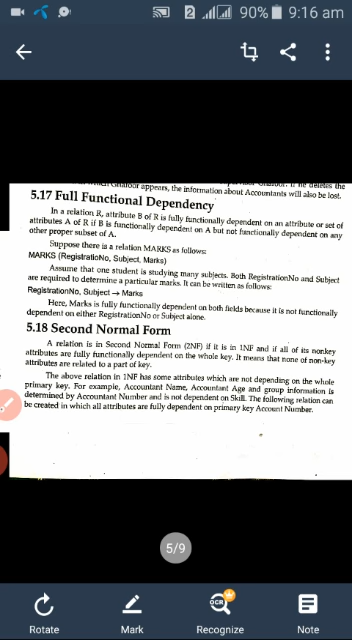 2 90% 9:16 am
appears, the information about Accountants will also be lost.
5.17 Full Functional Dependency
In a relation R, attribute B of R is fully functionally dependent on an attribute or set of
attributes A of R if B is functionally dependent on A but not functionally dependent on any
other proper subset of A.
Suppose there is a relation MARKS as follows:
MARKS (RegistratioNo, Subject, Marks)
Assume that one student is studying many subjects. Both RegistrationNo and Subject
are required to determine a particular marks. It can be written as follows:
RegistrationNo, Subject → Marks
Here, Marks is fully functionally dependent on both fields because it is not functionally
dependent on either RegistrationNo or Subject alone.
5.18 Second Normal Form
A relation is in Second Normal Form (2NF) if it is in 1NF and if all of its nonkey
attributes are fully functionally dependent on the whole key. It means that none of non-key
attributes are related to a part of key.
The above relation in 1NF has some attributes which are not depending on the whole
primary key. For example, Accountant Name, Accountant Age and group information is
determined by Accountant Number and is not dependent on Skill. The following relation can
be created in which all attributes are fully dependent on primary key Account Number.
5/9
OCR
Rotate Mark Recognize Note